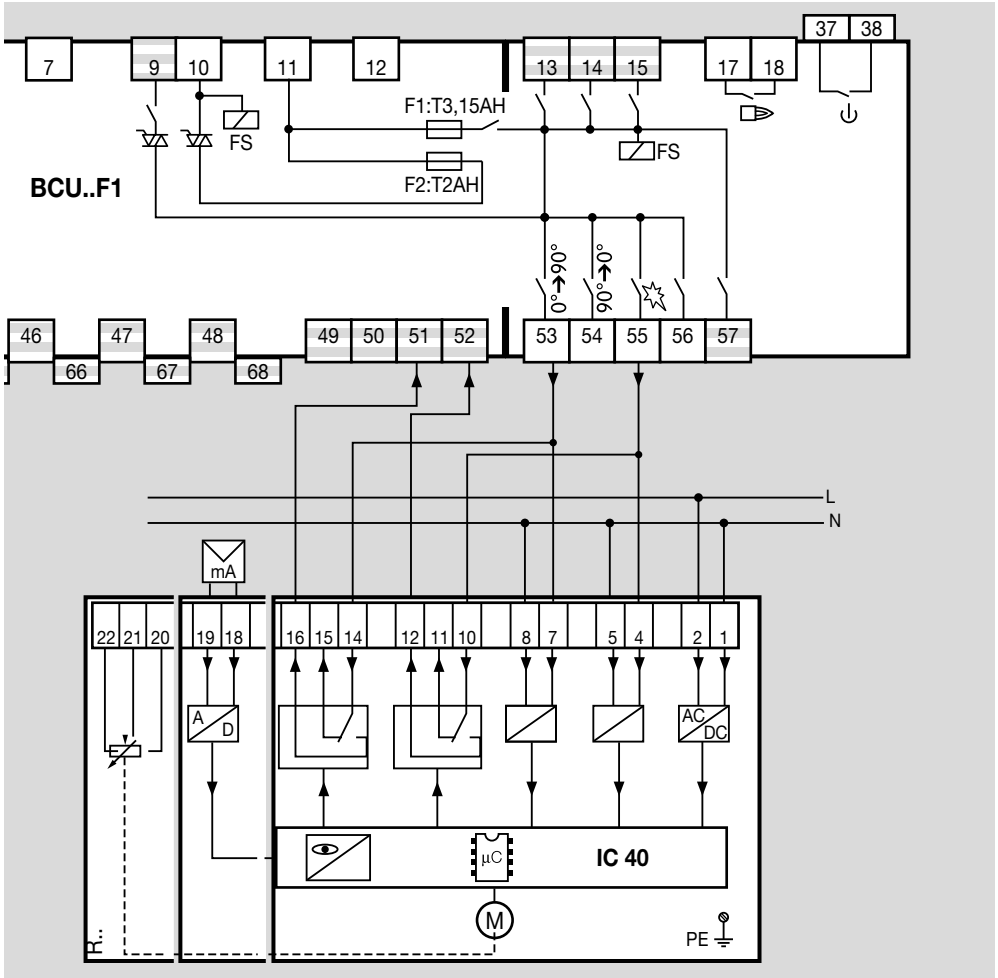 37 38
7 9 10 11 12 13 14 15 17 18
F1:T3,15AH
FS
FS
F2:T2AH
BCU..F1
0°➔90°
90°➔0°
46 47 48 49 50 51 52 53 54 55 56 57
66 67 68
L
N
mA
22 21 20 19 18 16 15 14 12 11 10 8 7 5 4 2 1
A
D
AC
DC
µC
IC 40
M
PE
R..